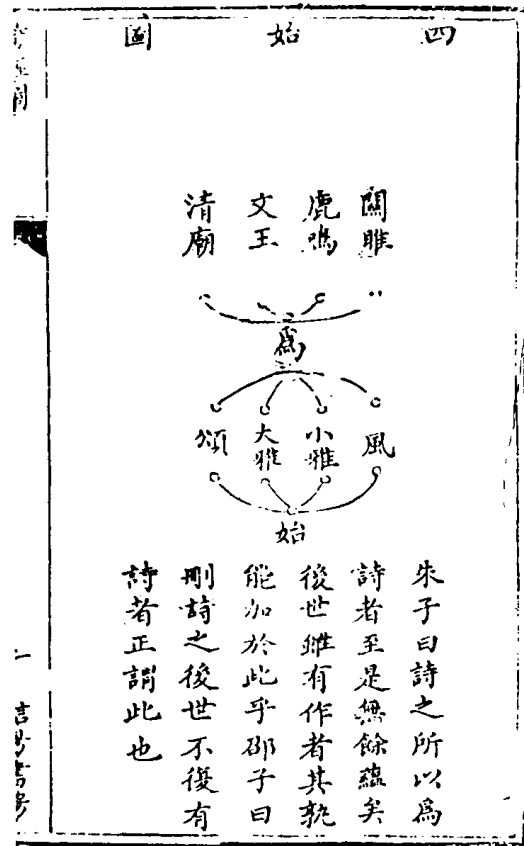 四始圖
關雎
鹿鳴
文王
清廟
為
風
小雅
大雅
頌
始
朱子曰詩之所以為
詩者至是無餘蘊矣
後世雖有作者其孰
能加於此乎邵子曰
刪詩之後世不復有
詩者正謂此也